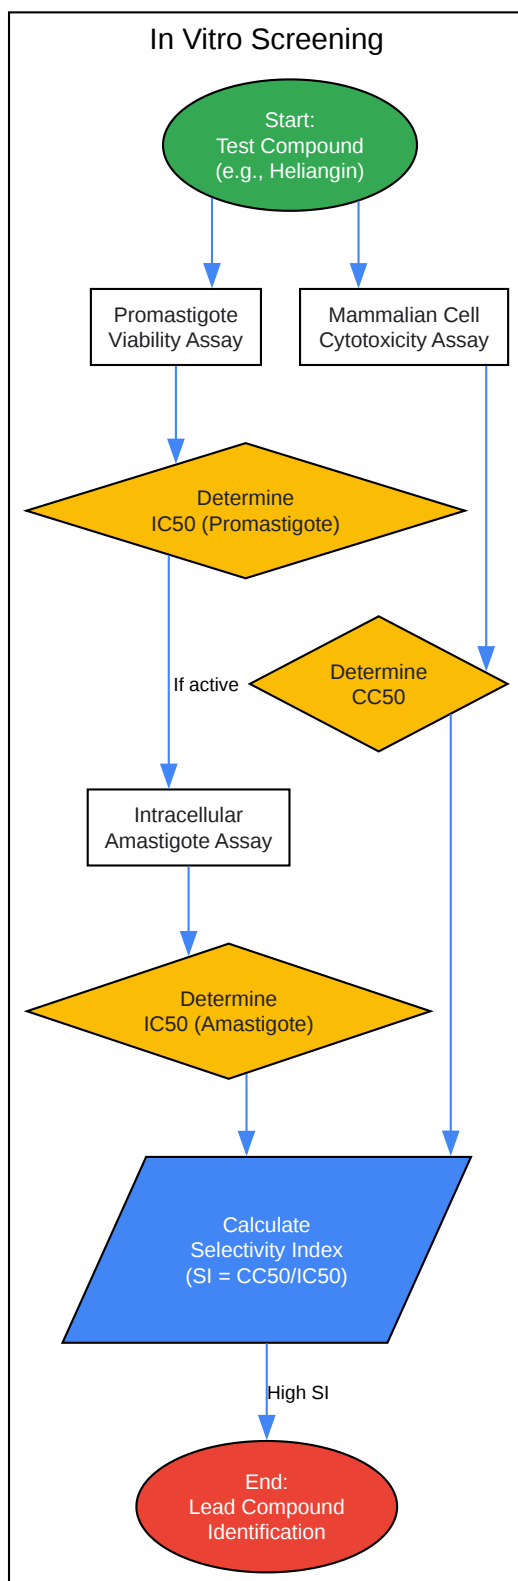 In Vitro Screening
Start:
Test Compound
(e.g., Heliangin)
Promastigote
Viability Assay
Mammalian Cell
Cytotoxicity Assay
Determine
IC50 (Promastigote)
If active
Determine
CC50
Intracellular
Amastigote Assay
Determine
IC50 (Amastigote)
Calculate
Selectivity Index
(SI = CC50/IC50)
High SI
End:
Lead Compound
Identification